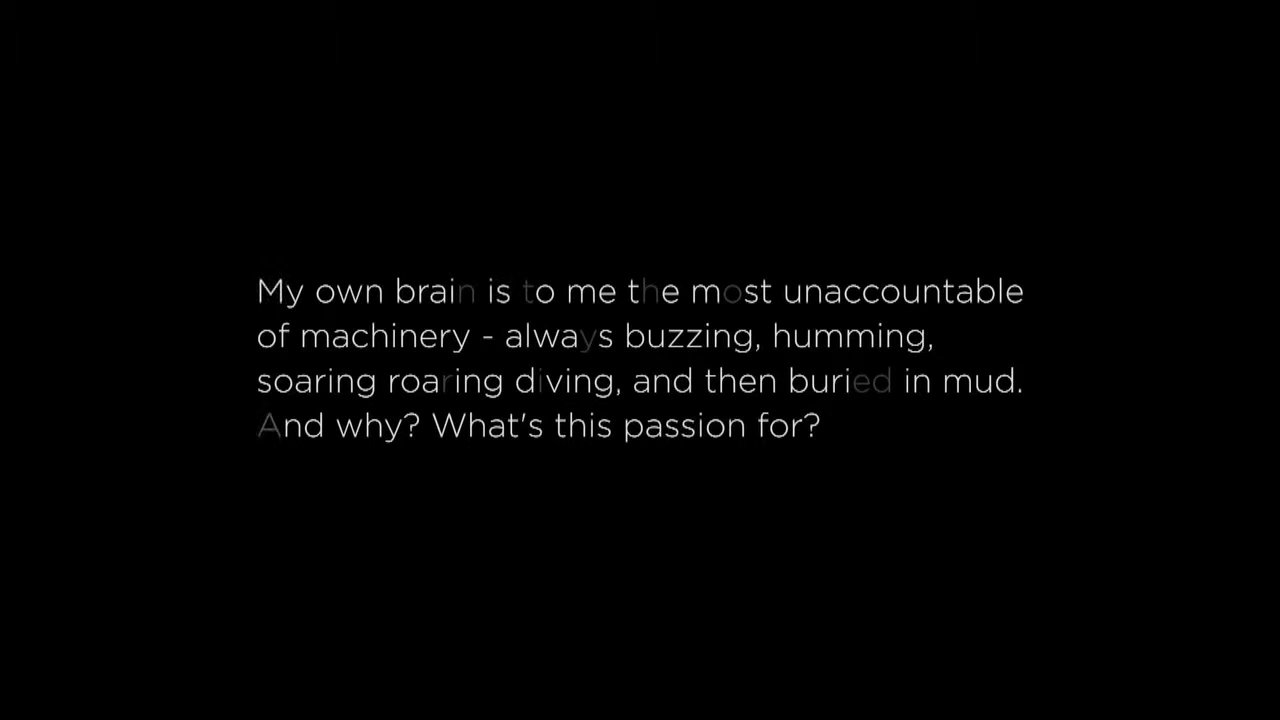 My own brain is to me the most unaccountable
of machinery - always buzzing, humming,
soaring roaring diving, and then buried in mud.
And why? What's this passion for?